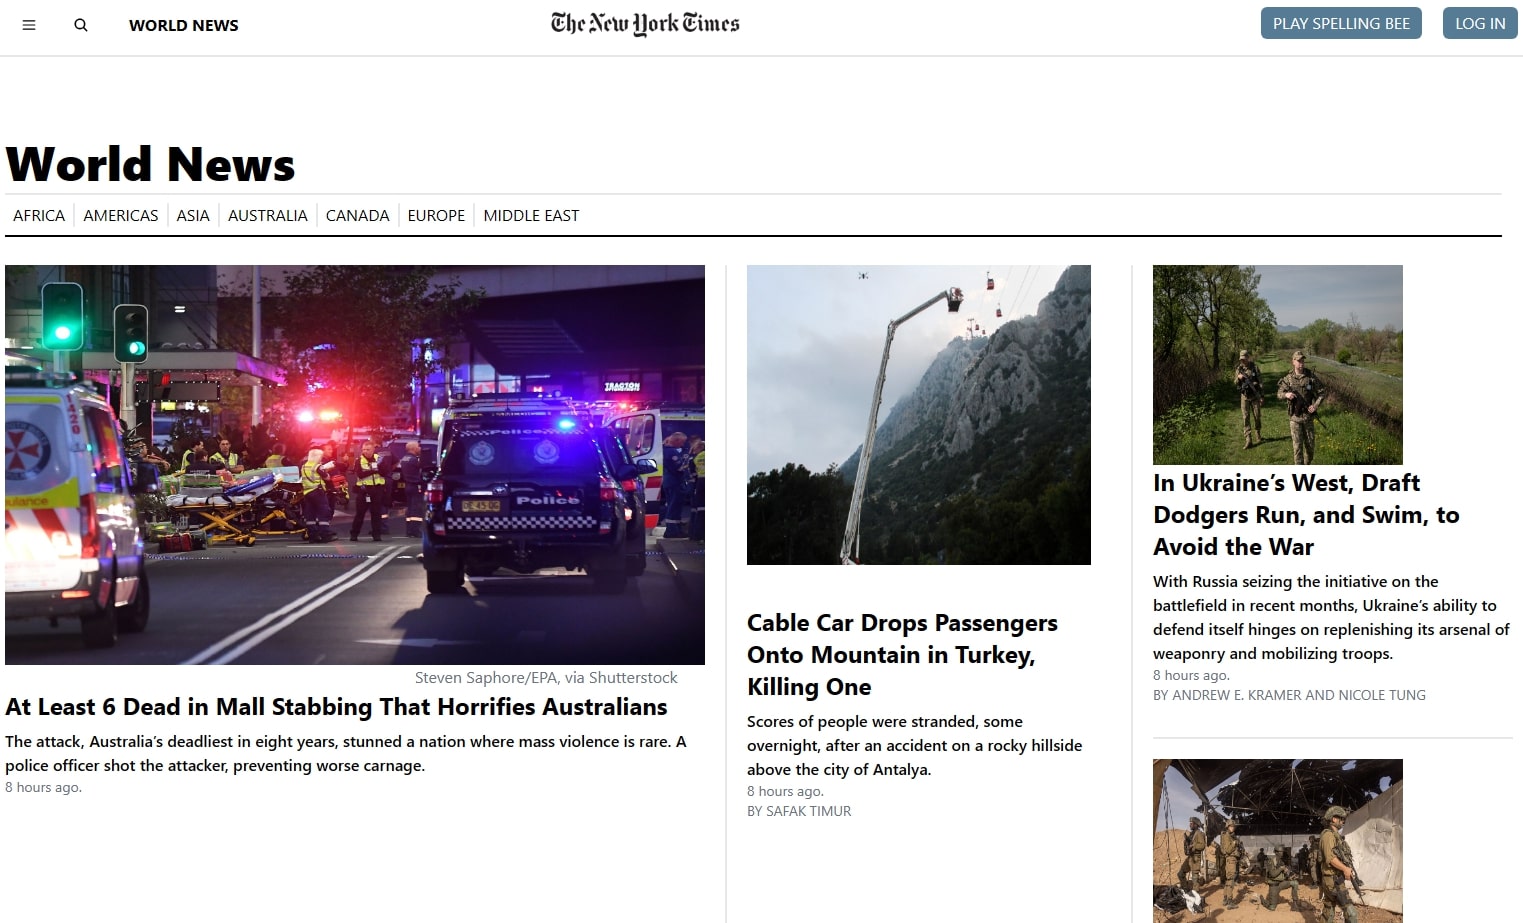 WORLD NEWS
The New York Times
PLAY SPELLING BEE
LOG IN
World News
AFRICA
AMERICAS
ASIA
AUSTRALIA
CANADA
EUROPE
MIDDLE EAST
TRACTION
Police
Police
ulance
Steven Saphore/EPA, via Shutterstock
At Least 6 Dead in Mall Stabbing That Horrifies Australians
The attack, Australia’s deadliest in eight years, stunned a nation where mass violence is rare. A
police officer shot the attacker, preventing worse carnage.
8 hours ago.
Cable Car Drops Passengers
Onto Mountain in Turkey,
Killing One
Scores of people were stranded, some
overnight, after an accident on a rocky hillside
above the city of Antalya.
8 hours ago.
BY SAFAK TIMUR
In Ukraine’s West, Draft
Dodgers Run, and Swim, to
Avoid the War
With Russia seizing the initiative on the
battlefield in recent months, Ukraine’s ability to
defend itself hinges on replenishing its arsenal of
weaponry and mobilizing troops.
8 hours ago.
BY ANDREW E. KRAMER AND NICOLE TUNG